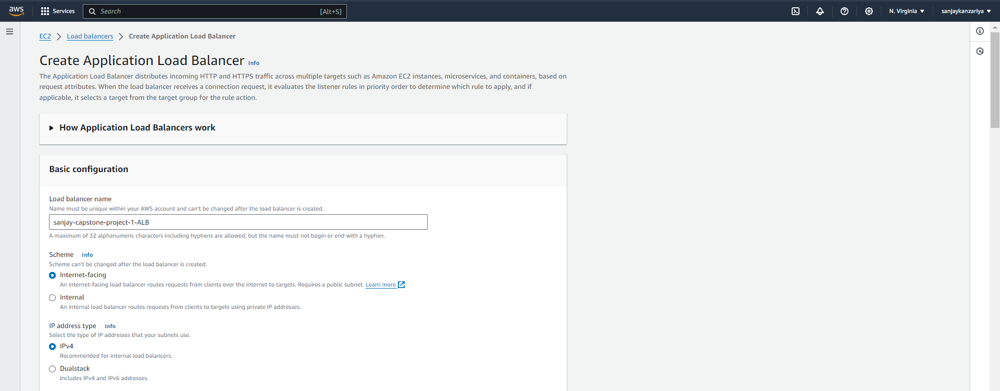 aws
Services
Search
[Alt+S]
N. Virginia
sanjaykanzariya
EC2 Load balancers Create Application Load Balancer
Create Application Load Balancer Info
The Application Load Balancer distributes incoming HTTP and HTTPS traffic across multiple targets such as Amazon EC2 instances, microservices, and containers, based on
request attributes. When the load balancer receives a connection request, it evaluates the listener rules in priority order to determine which rule to apply, and if
applicable, it selects a target from the target group for the rule action.
How Application Load Balancers work
Basic configuration
Load balancer name
Name must be unique within your AWS account and can't be changed after the load balancer is created.
sanjay-capstone-project-1-ALB
A maximum of 32 alphanumeric characters including hyphens are allowed, but the name must not begin or end with a hyphen.
Scheme Info
Scheme can't be changed after the load balancer is created.
Internet-facing
An internet-facing load balancer routes requests from clients over the internet to targets. Requires a public subnet. Learn more
Internal
An internal load balancer routes requests from clients to targets using private IP addresses.
IP address type Info
Select the type of IP addresses that your subnets use.
IPv4
Recommended for internal load balancers.
Dualstack
Includes IPv4 and IPv6 addresses.